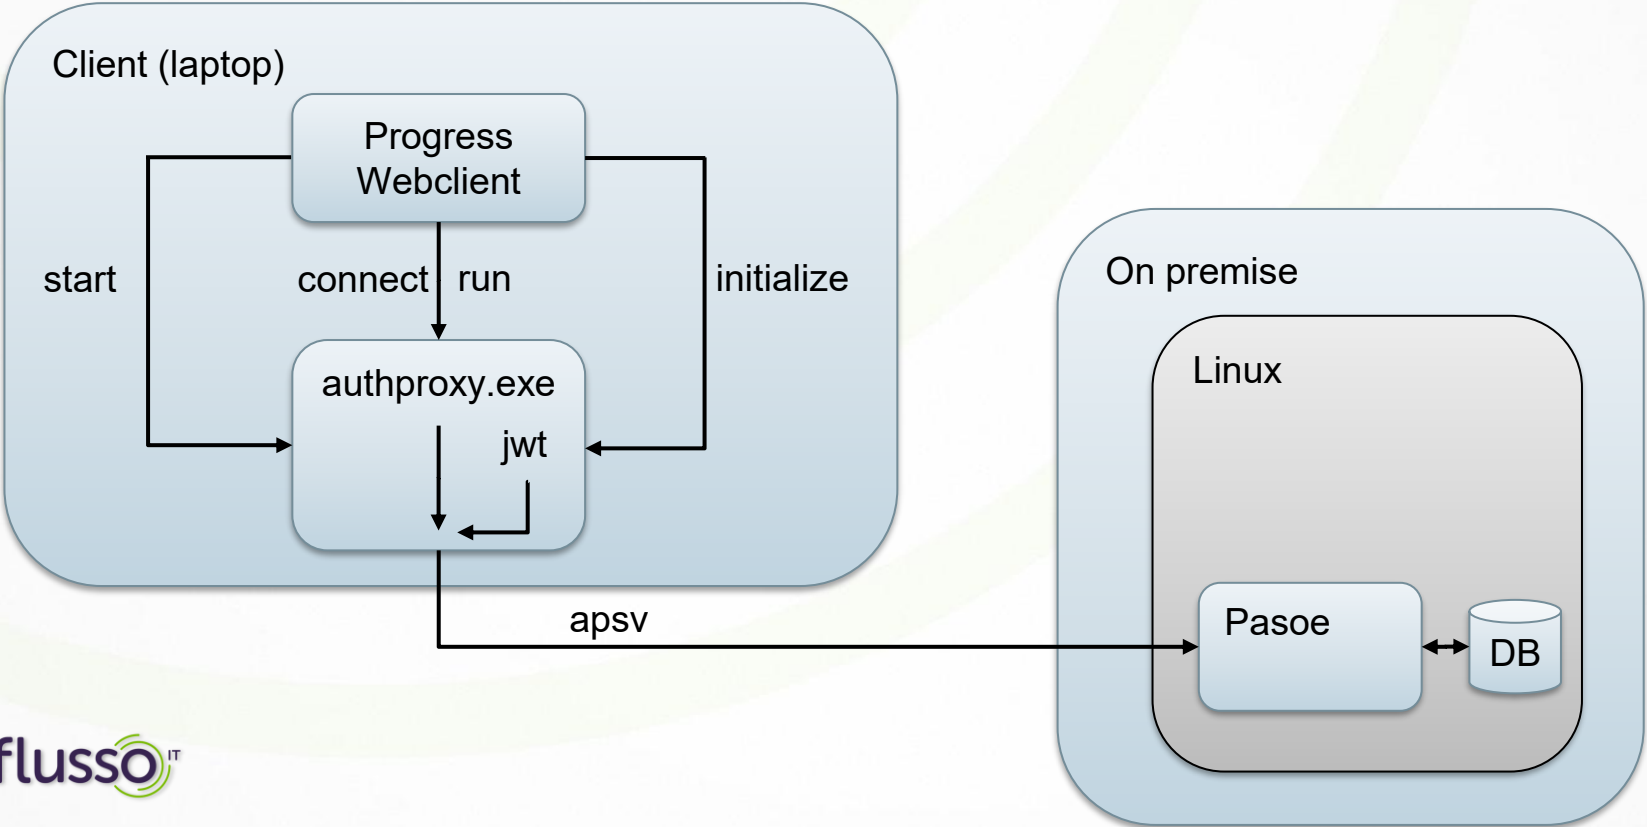 Client (laptop)
Progress
Webclient
start
connect
run
initialize
authproxy.exe
jwt
apsv
On premise
Linux
Pasoe
DB
flusso IT